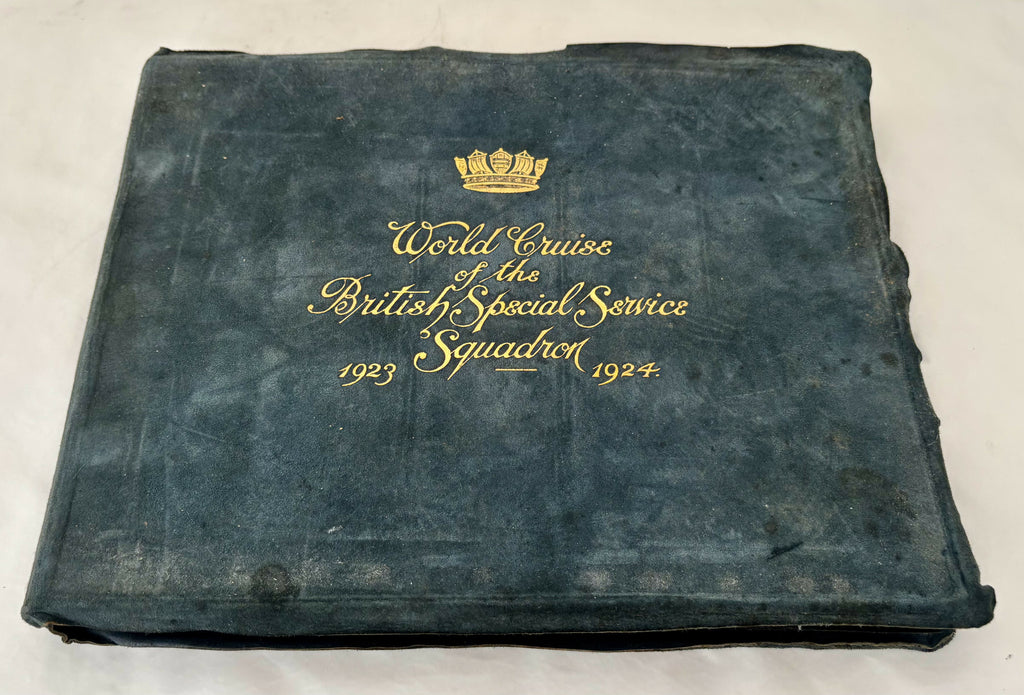 World Cruise
of the
British Special Service
Squadron
1923 1924.